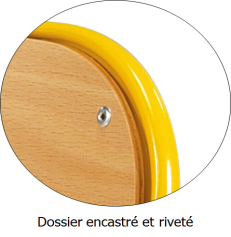 Dossier encastré et riveté